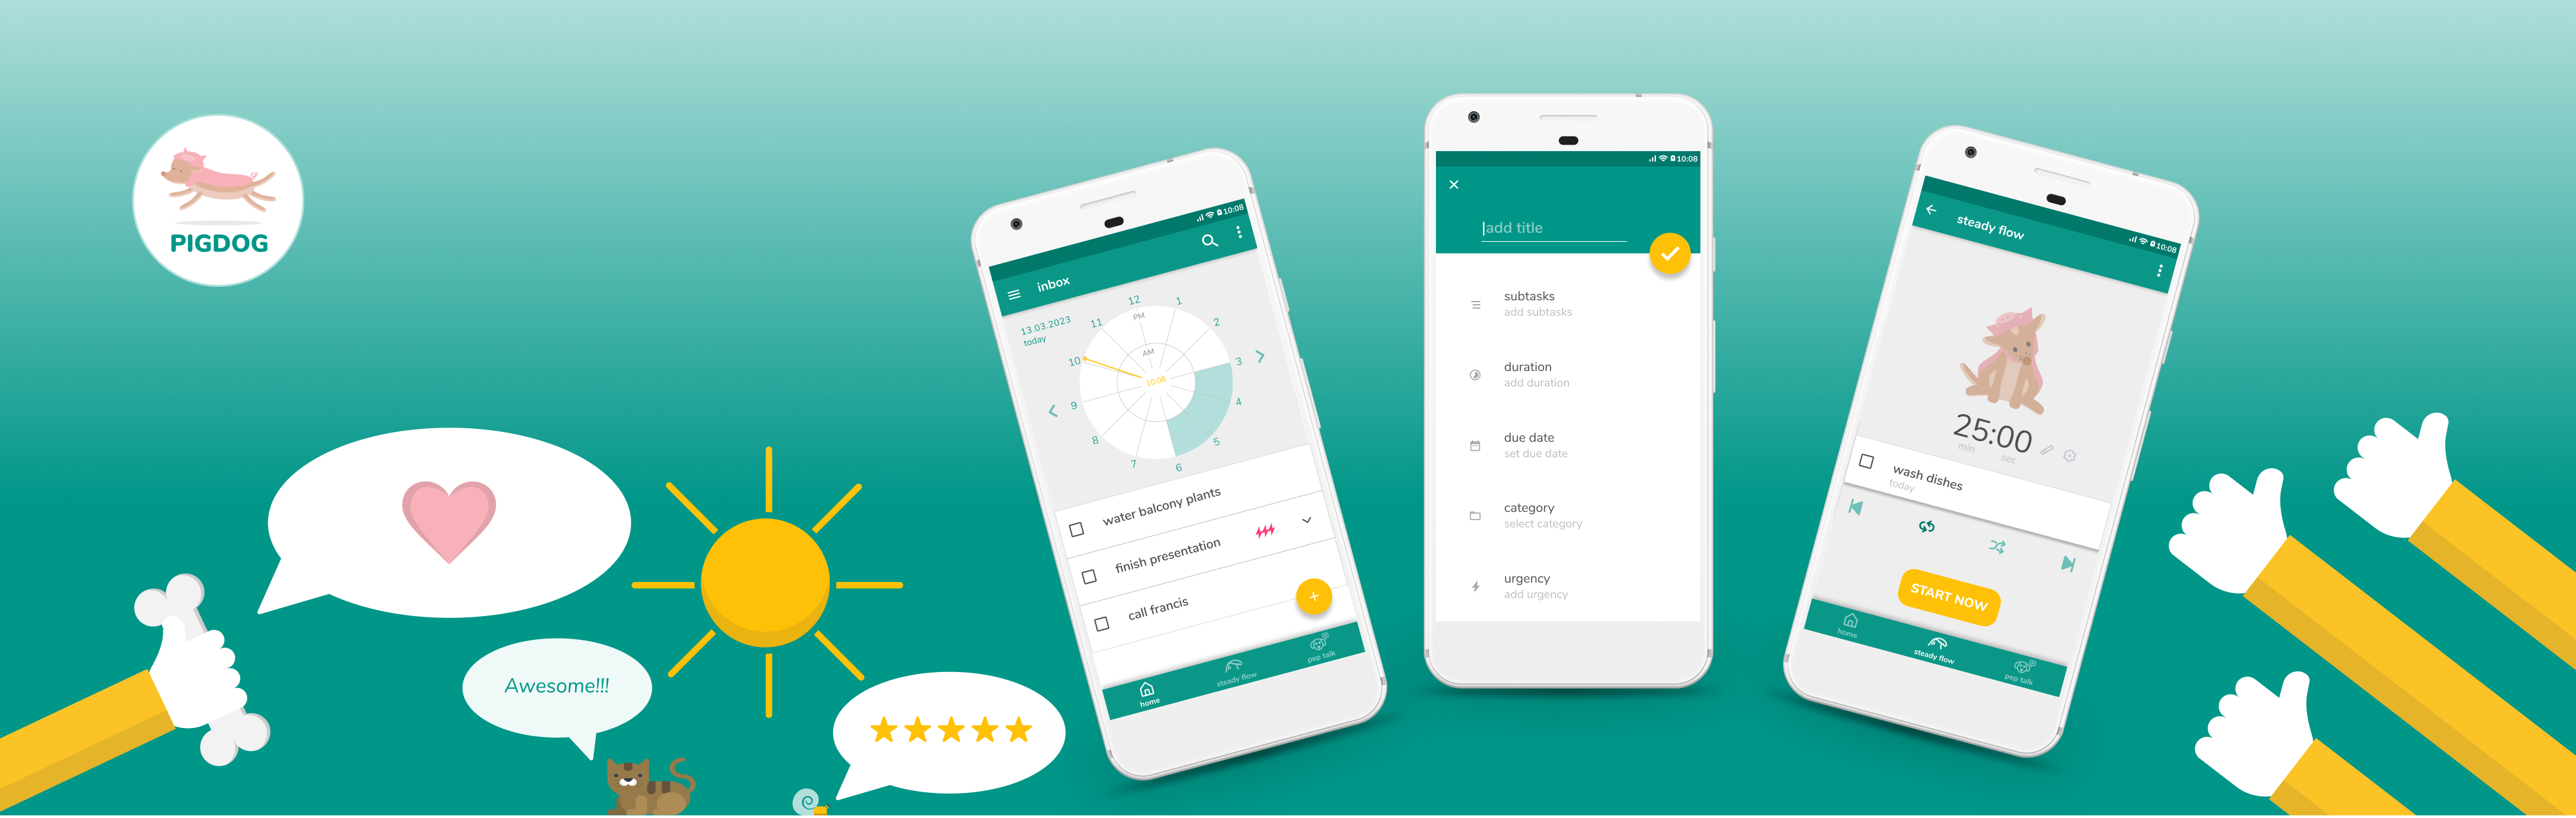 PIGDOG
Awesome!!!
10:08
inbox
13.03.2023
today
12
1
2
3
4
5
6
7
8
9
10
11
PM
AM
10:08
water balcony plants
finish presentation
call francis
home
steady flow
pep talk
10:08
add title
subtasks
add subtasks
duration
add duration
due date
set due date
category
select category
urgency
add urgency
10:08
steady flow
25:00
min sec
wash dishes
today
START NOW
home
steady flow
pep talk